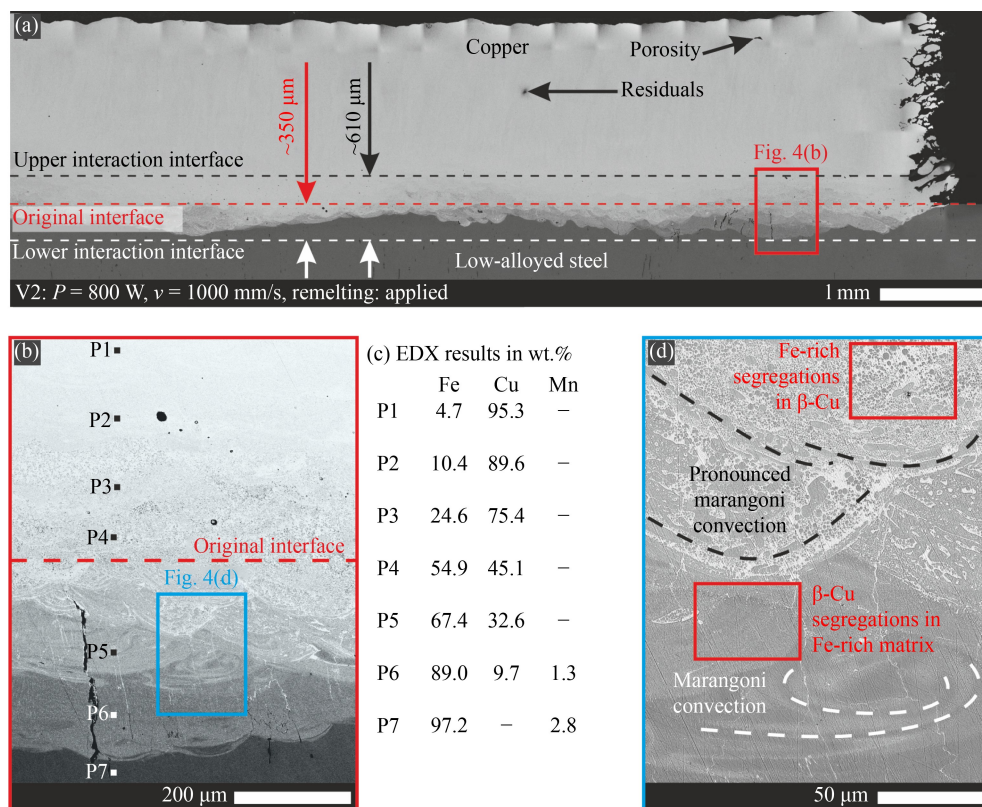 (a)
Copper
Porosity
Residuals
~350 μm
~610 μm
Upper interaction interface
Fig. 4(b)
Original interface
Lower interaction interface
Low-alloyed steel
V2: P = 800 W, v = 1000 mm/s, remelting: applied
1 mm
(b)
P1
P2
P3
P4
Original interface
Fig. 4(d)
P5
P6
P7
200 μm
(c) EDX results in wt.%
Fe Cu Mn
P1 4.7 95.3 –
P2 10.4 89.6 –
P3 24.6 75.4 –
P4 54.9 45.1 –
P5 67.4 32.6 –
P6 89.0 9.7 1.3
P7 97.2 – 2.8
(d)
Fe-rich
segregations
in β-Cu
Pronounced
marangoni
convection
β-Cu
segregations in
Fe-rich matrix
Marangoni
convection
50 μm